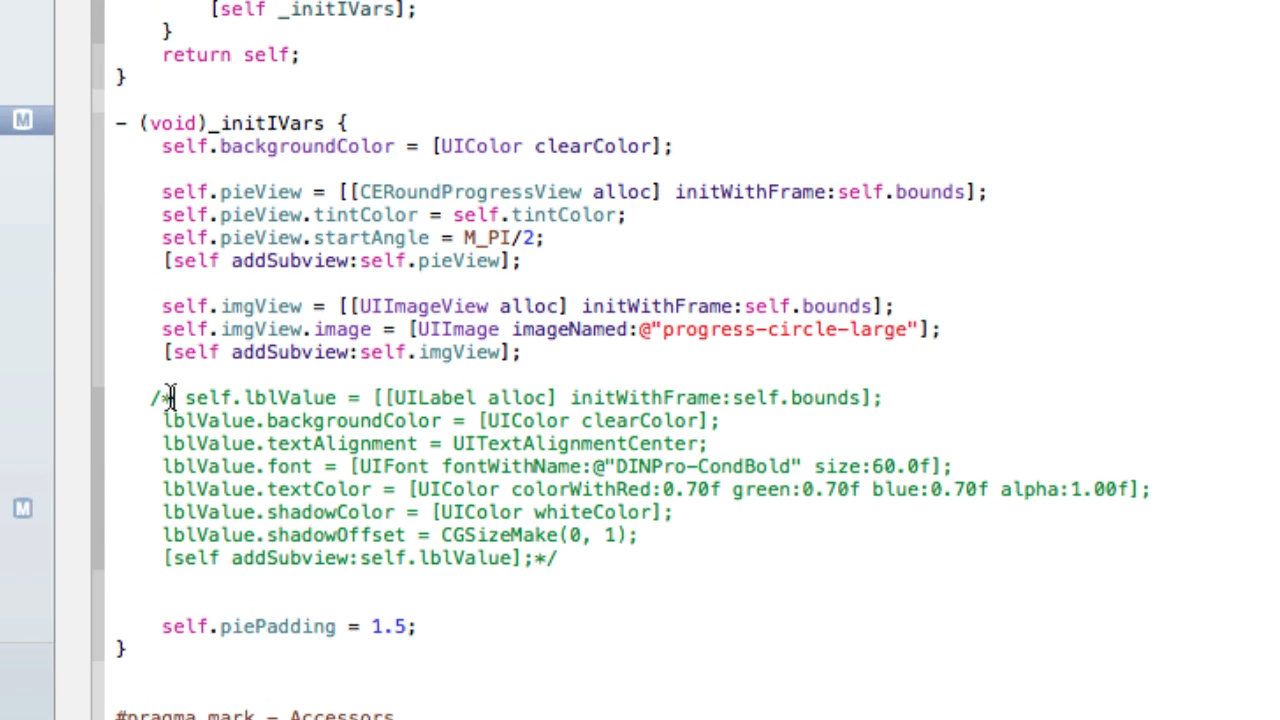 [self _initIVars];
}
return self;
}
M
- (void)_initIVars {
self.backgroundColor = [UIColor clearColor];
self.pieView = [[CERoundProgressView alloc] initWithFrame:self.bounds];
self.pieView.tintColor = self.tintColor;
self.pieView.startAngle = M_PI/2;
[self addSubview:self.pieView];
self.imgView = [[UIImageView alloc] initWithFrame:self.bounds];
self.imgView.image = [UIImage imageNamed:@"progress-circle-large"];
[self addSubview:self.imgView];
/* self.lblValue = [[UILabel alloc] initWithFrame:self.bounds];
lblValue.backgroundColor = [UIColor clearColor];
lblValue.textAlignment = UITextAlignmentCenter;
lblValue.font = [UIFont fontWithName:@"DINPro-CondBold" size:60.0f];
lblValue.textColor = [UIColor colorWithRed:0.70f green:0.70f blue:0.70f alpha:1.00f];
M
lblValue.shadowColor = [UIColor whiteColor];
lblValue.shadowOffset = CGSizeMake(0, 1);
[self addSubview:self.lblValue];*/
self.piePadding = 1.5;
}
#pragma mark - Accessors